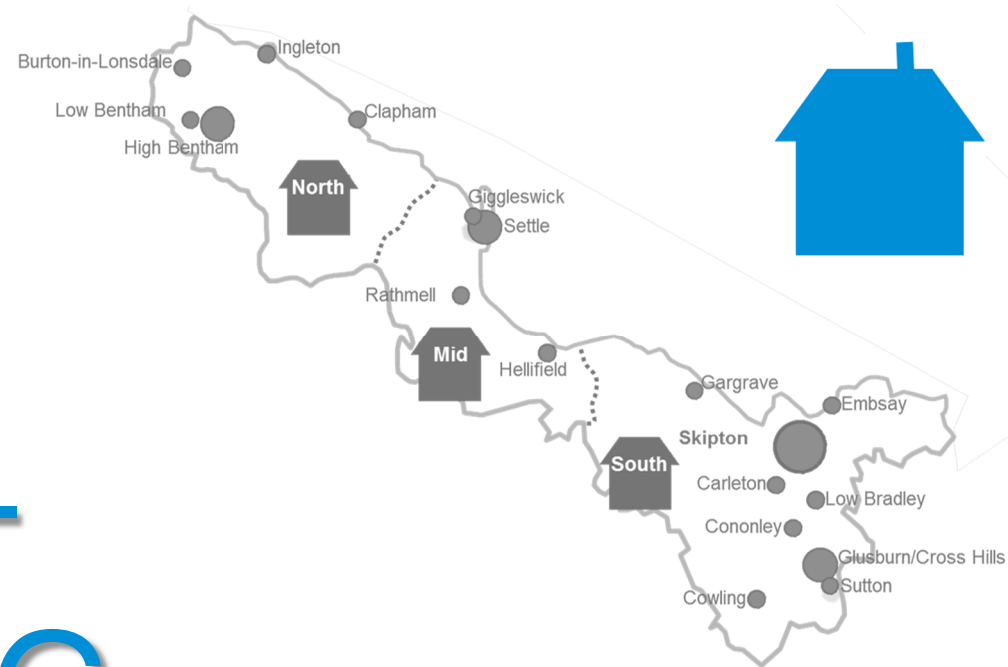 Ingleton
Burton-in-Lonsdale
Low Bentham
Clapham
High Bentham
North
Giggleswick
Settle
Rathmell
Mid
Hellifield
Gargrave
Embsay
Skipton
South
Carleton
Low Bradley
Cononley
Glusburn/Cross Hills
Sutton
Cowling